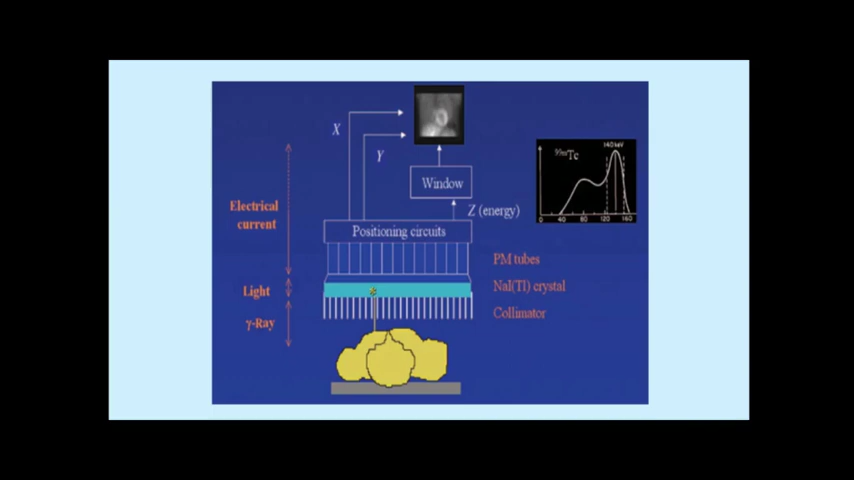 X
Y
140 keV
99mTc
Window
Z (energy)
0 40 80 120 160
Electrical
current
Positioning circuits
PM tubes
NaI(Tl) crystal
Light
Collimator
γ-Ray